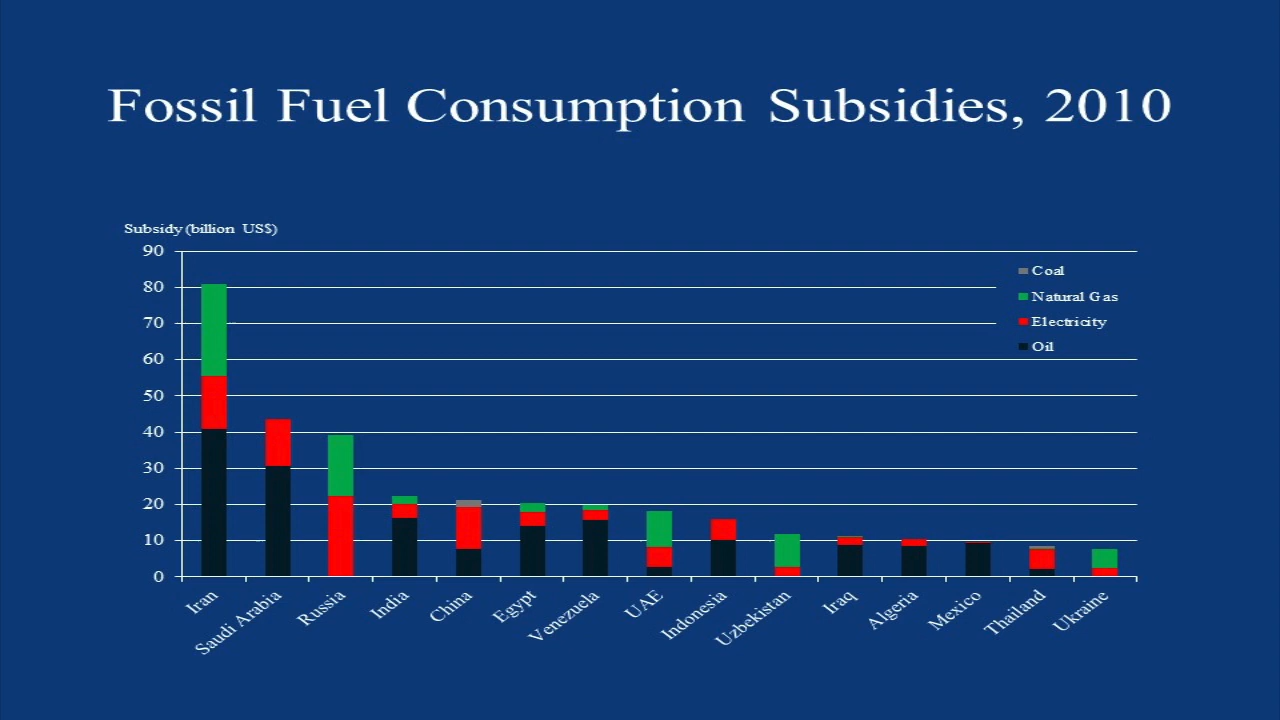 Fossil Fuel Consumption Subsidies, 2010
Subsidy (billion US$)
90
80
70
60
50
40
30
20
10
0
Coal
Natural Gas
Electricity
Oil
Iran
Saudi Arabia
Russia
India
China
Egypt
Venezuela
UAE
Indonesia
Uzbekistan
Iraq
Algeria
Mexico
Thailand
Ukraine